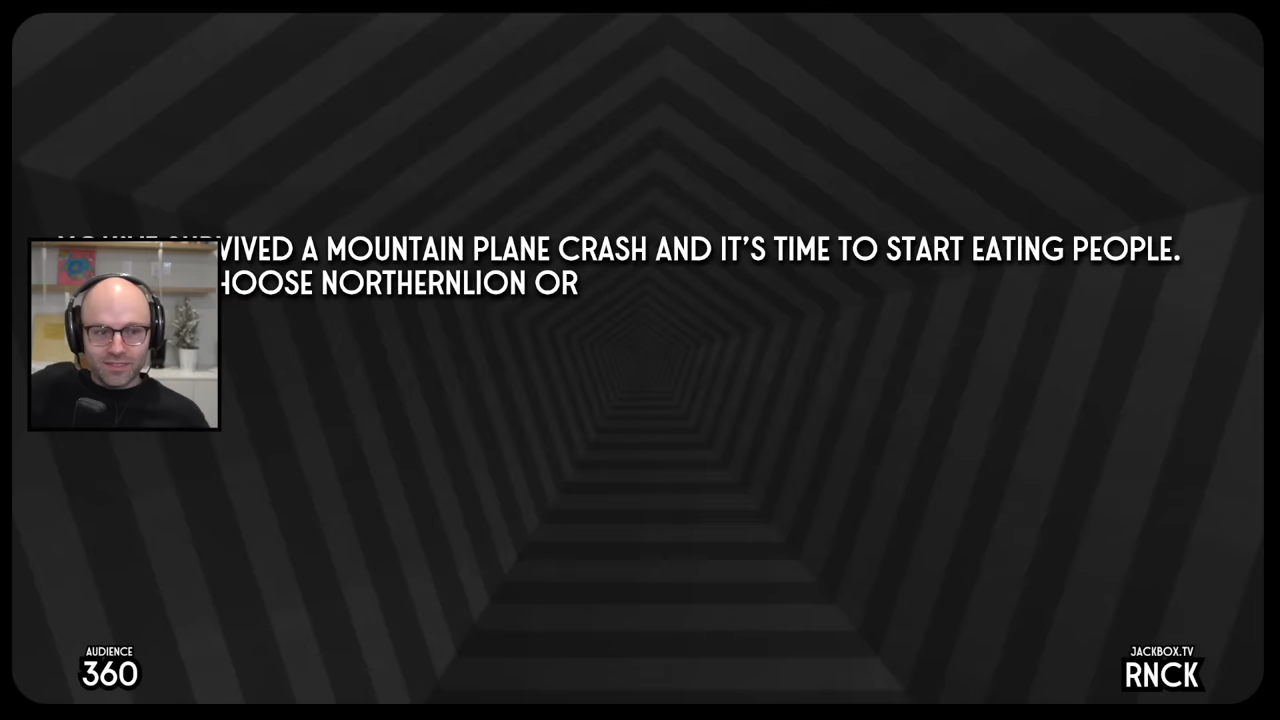 VIVED A MOUNTAIN PLANE CRASH AND IT'S TIME TO START EATING PEOPLE.
HOOSE NORTHERNLION OR
AUDIENCE
360
JACKBOX.TV
RNCK